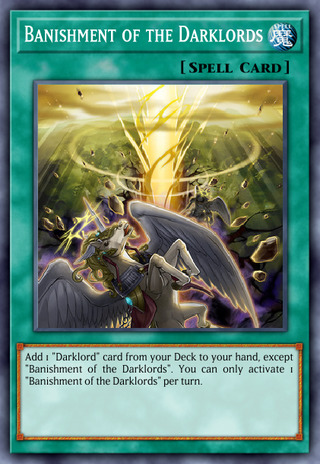 Banishment of the Darklords
[Spell Card]
Add 1 "Darklord" card from your Deck to your hand, except
"Banishment of the Darklords". You can only activate 1
"Banishment of the Darklords" per turn.